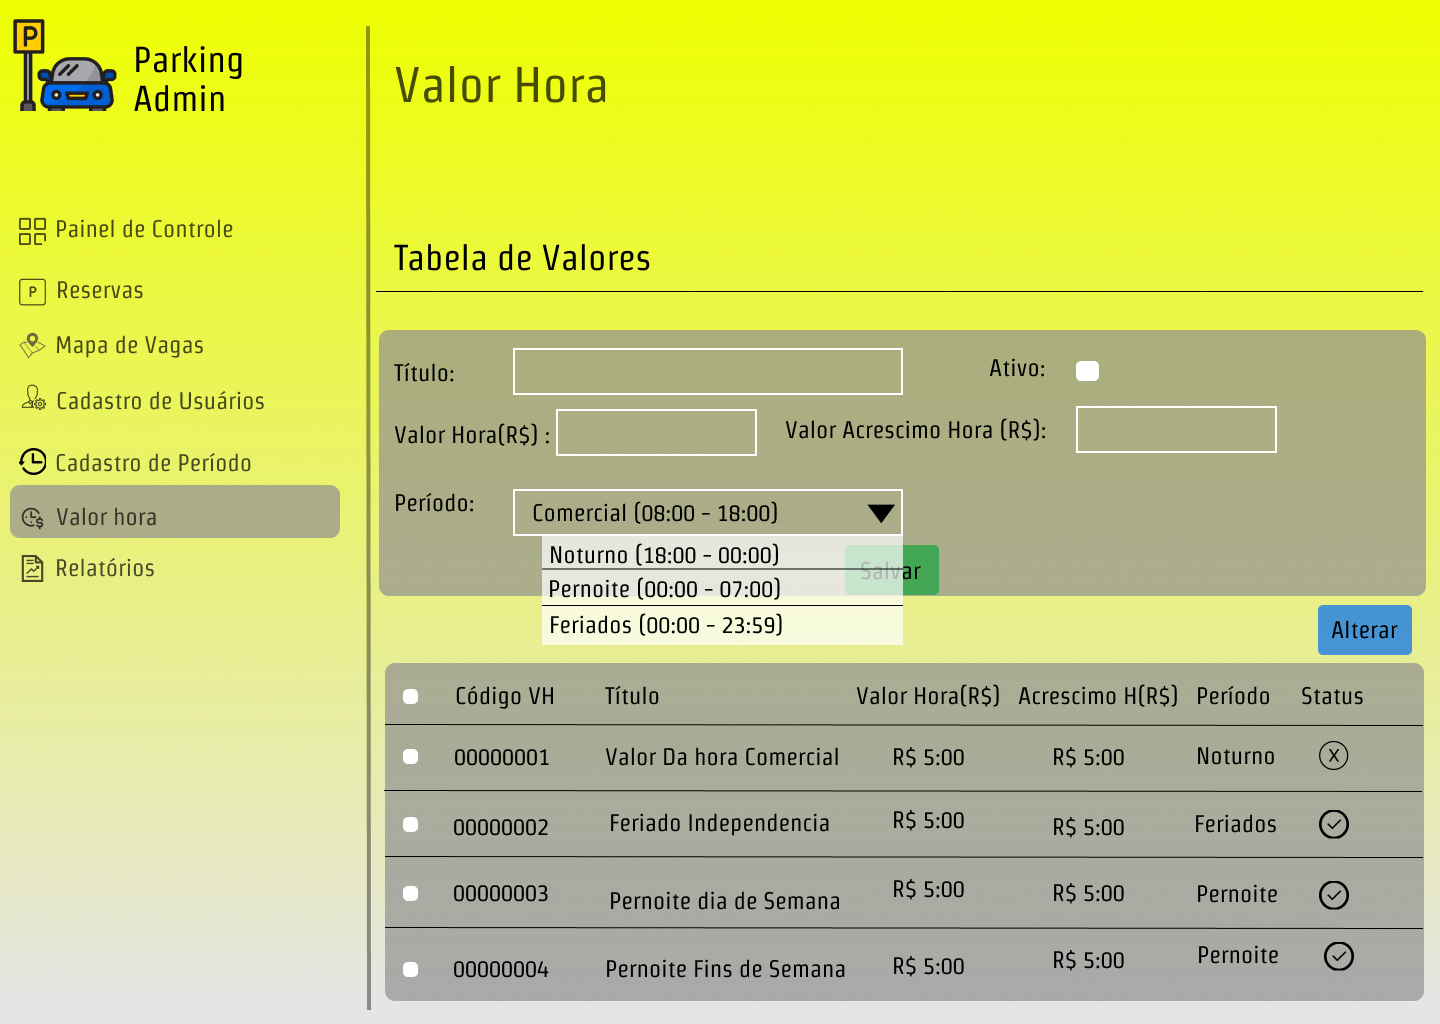 P
Parking
Admin
Painel de Controle
P
Reservas
Mapa de Vagas
Cadastro de Usuários
Cadastro de Período
Valor hora
Relatórios
Valor Hora
Tabela de Valores
Título:
Ativo:
Valor Hora(R$) :
Valor Acrescimo Hora (R$):
Período:
Comercial (08:00 - 18:00)
Noturno (18:00 - 00:00)
Pernoite (00:00 - 07:00)
Feriados (00:00 - 23:59)
Salvar
Alterar
Código VH Título Valor Hora(R$) Acrescimo H(R$) Período Status
00000001 Valor Da hora Comercial R$ 5:00 R$ 5:00 Noturno X
00000002 Feriado Independencia R$ 5:00 R$ 5:00 Feriados
00000003 Pernoite dia de Semana R$ 5:00 R$ 5:00 Pernoite
00000004 Pernoite Fins de Semana R$ 5:00 R$ 5:00 Pernoite